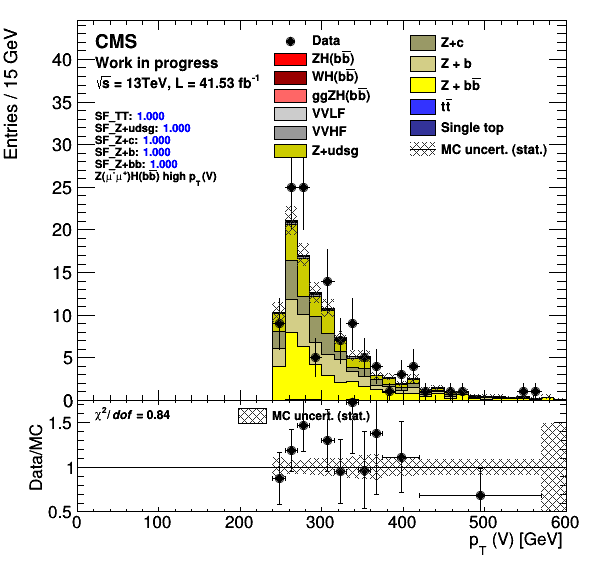 CMS
Work in progress
√s = 13TeV, L = 41.53 fb⁻¹
SF_TT: 1.000
SF_Z+udsg: 1.000
SF_Z+c: 1.000
SF_Z+b: 1.000
SF_Z+bb: 1.000
Z(μ⁻μ⁺)H(bb̅) high p_T(V)
Data
ZH(bb̅)
WH(bb̅)
ggZH(bb̅)
VVLF
VVHF
Z+udsg
Z+c
Z + b
Z + bb̅
tt̅
Single top
MC uncert. (stat.)
Entries / 15 GeV
40
35
30
25
20
15
10
5
0
χ²/dof = 0.84
MC uncert. (stat.)
Data/MC
1.5
1
0.5
0 100 200 300 400 500 600
p_T (V) [GeV]